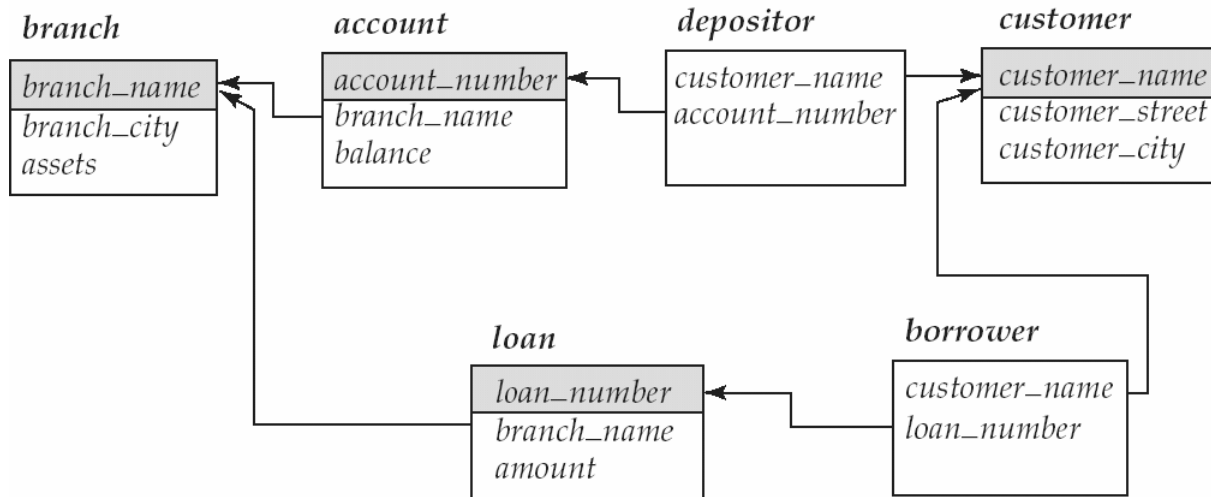 branch
branch_name
branch_city
assets
account
account_number
branch_name
balance
depositor
customer_name
account_number
customer
customer_name
customer_street
customer_city
loan
loan_number
branch_name
amount
borrower
customer_name
loan_number